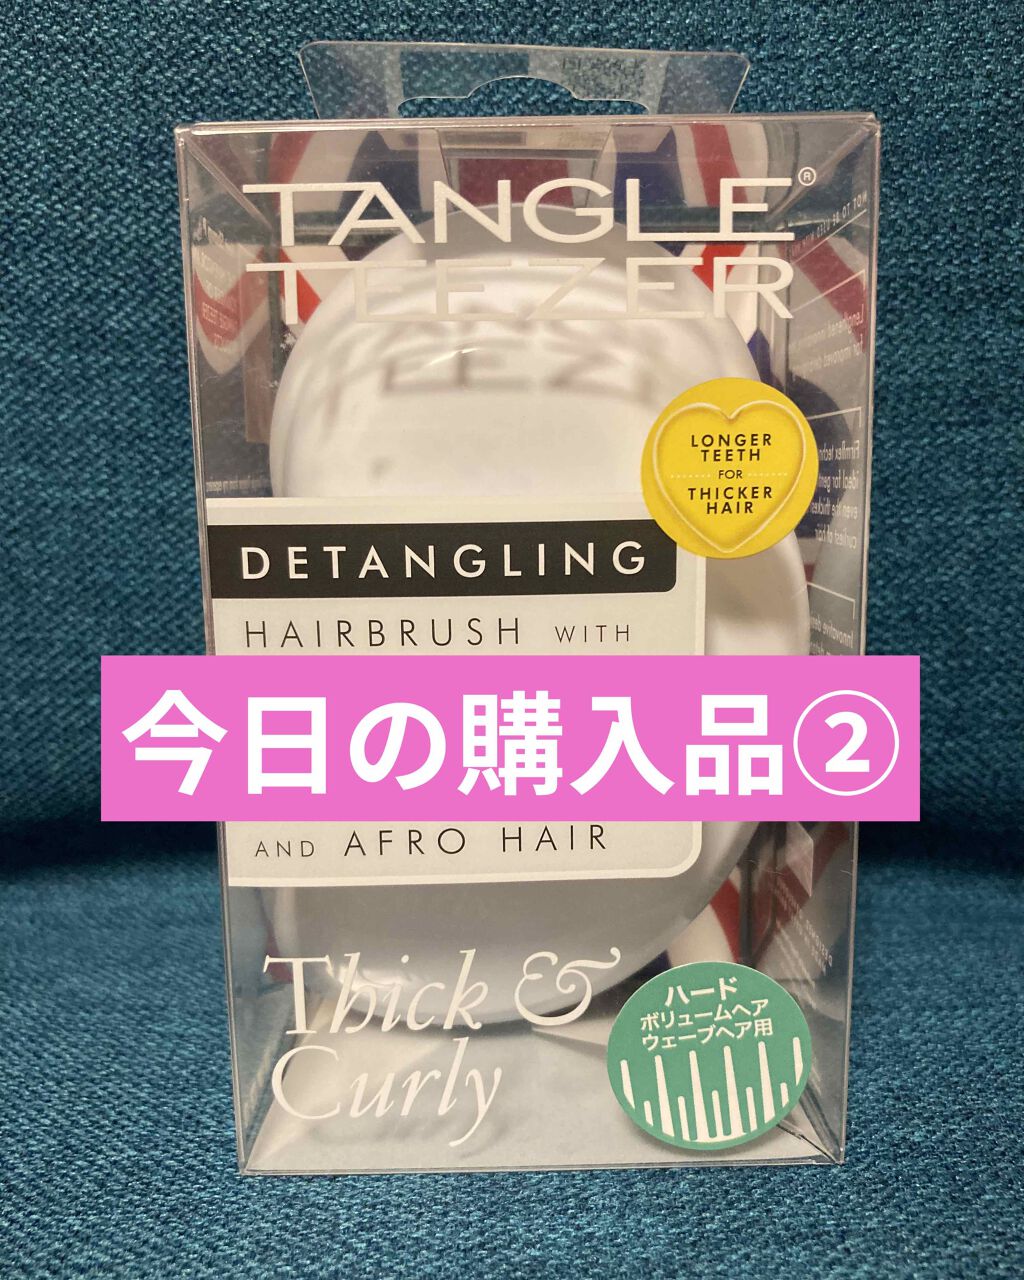 TANGLE®
TEEZER
LONGER
TEETH
FOR
THICKER
HAIR
DETANGLING
HAIRBRUSH WITH
今日の購入品②
AND AFRO HAIR
Thick &
Curly
ハード
ボリュームヘア
ウェーブヘア用